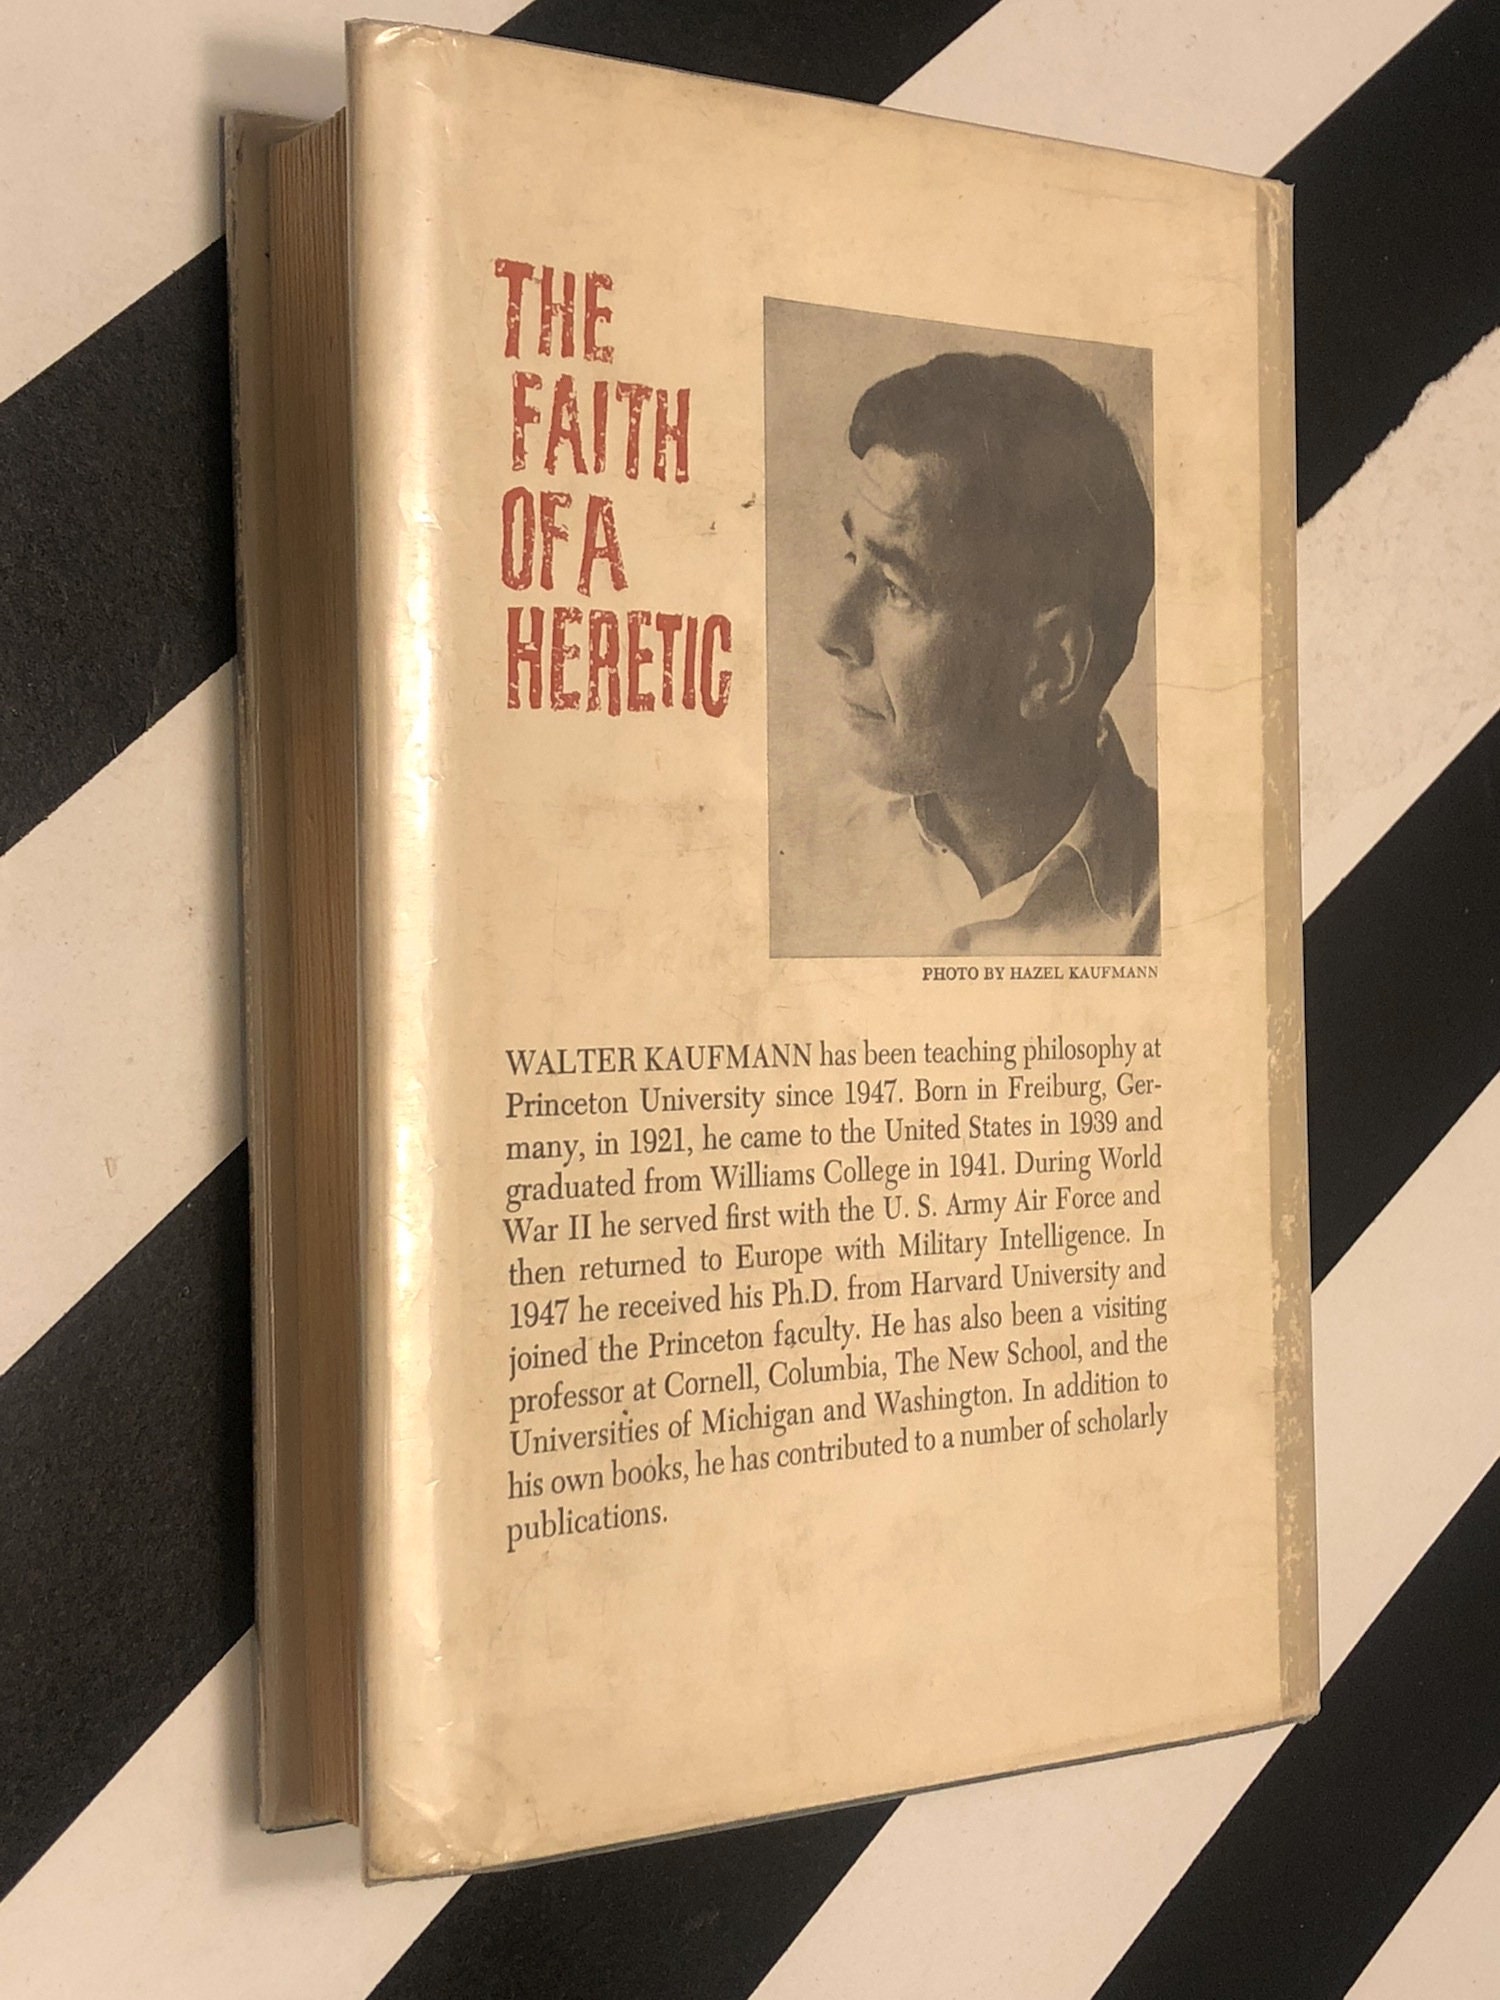 THE
FAITH
OF A
HERETIC
PHOTO BY HAZEL KAUFMANN
WALTER KAUFMANN has been teaching philosophy at
Princeton University since 1947. Born in Freiburg, Ger-
many, in 1921, he came to the United States in 1939 and
graduated from Williams College in 1941. During World
War II he served first with the U. S. Army Air Force and
then returned to Europe with Military Intelligence. In
1947 he received his Ph.D. from Harvard University and
joined the Princeton faculty. He has also been a visiting
professor at Cornell, Columbia, The New School, and the
Universities of Michigan and Washington. In addition to
his own books, he has contributed to a number of scholarly
publications.